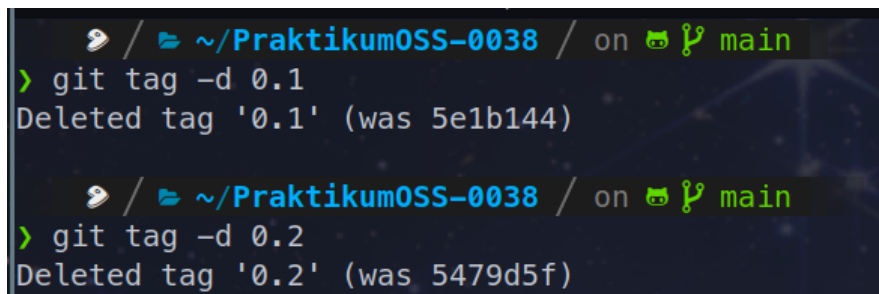 / ~/PraktikumOSS-0038 / on main
❯ git tag -d 0.1
Deleted tag '0.1' (was 5e1b144)
/ ~/PraktikumOSS-0038 / on main
❯ git tag -d 0.2
Deleted tag '0.2' (was 5479d5f)